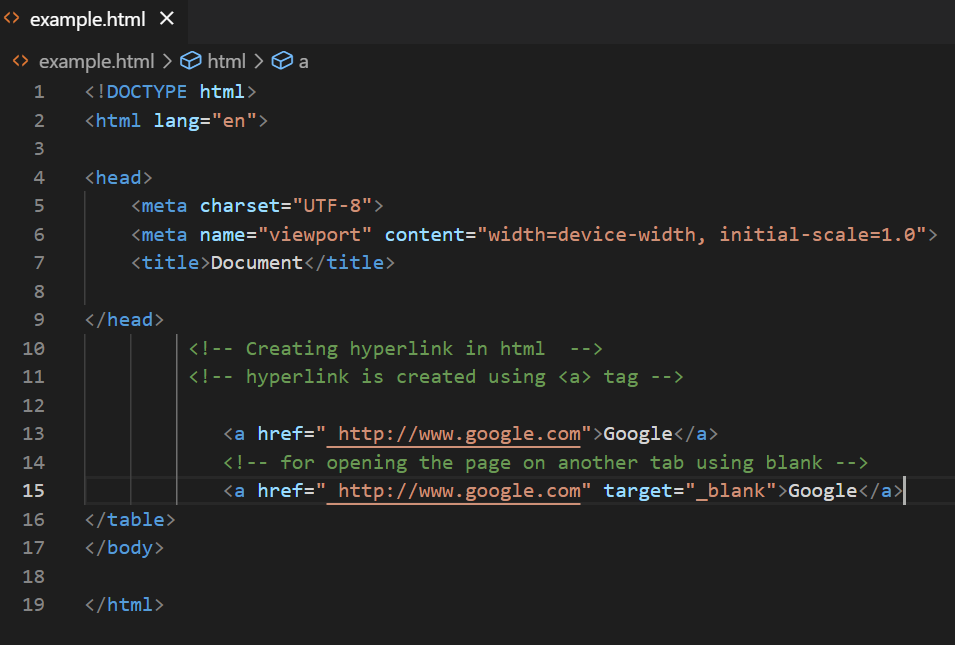 example.html
example.html > html > a
1 <!DOCTYPE html>
2 <html lang="en">
3
4 <head>
5     <meta charset="UTF-8">
6     <meta name="viewport" content="width=device-width, initial-scale=1.0">
7     <title>Document</title>
8
9 </head>
10          <!-- Creating hyperlink in html  -->
11          <!-- hyperlink is created using <a> tag -->
12
13             <a href=" http://www.google.com">Google</a>
14             <!-- for opening the page on another tab using blank -->
15             <a href=" http://www.google.com" target="_blank">Google</a>
16 </table>
17 </body>
18
19 </html>